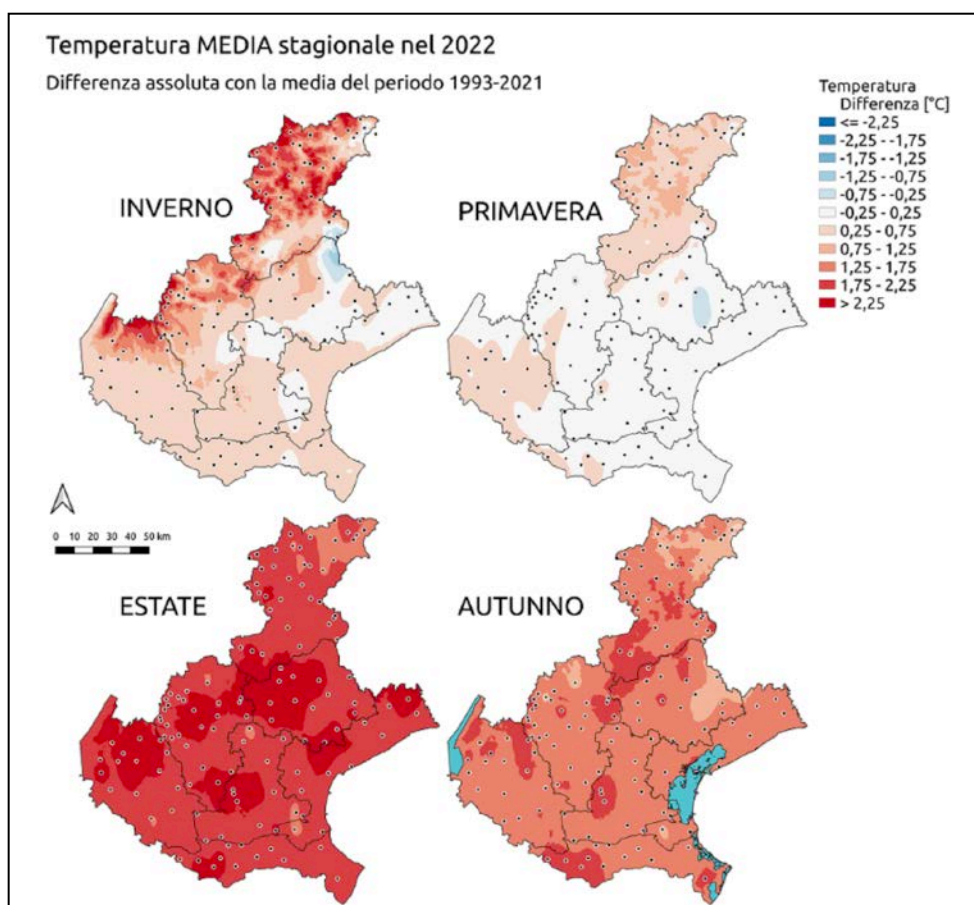 Temperatura MEDIA stagionale nel 2022
Differenza assoluta con la media del periodo 1993-2021
Temperatura
Differenza [°C]
<= -2,25
-2,25 - -1,75
-1,75 - -1,25
-1,25 - -0,75
-0,75 - -0,25
-0,25 - 0,25
0,25 - 0,75
0,75 - 1,25
1,25 - 1,75
1,75 - 2,25
> 2,25
INVERNO
PRIMAVERA
0 10 20 30 40 50 km
ESTATE
AUTUNNO